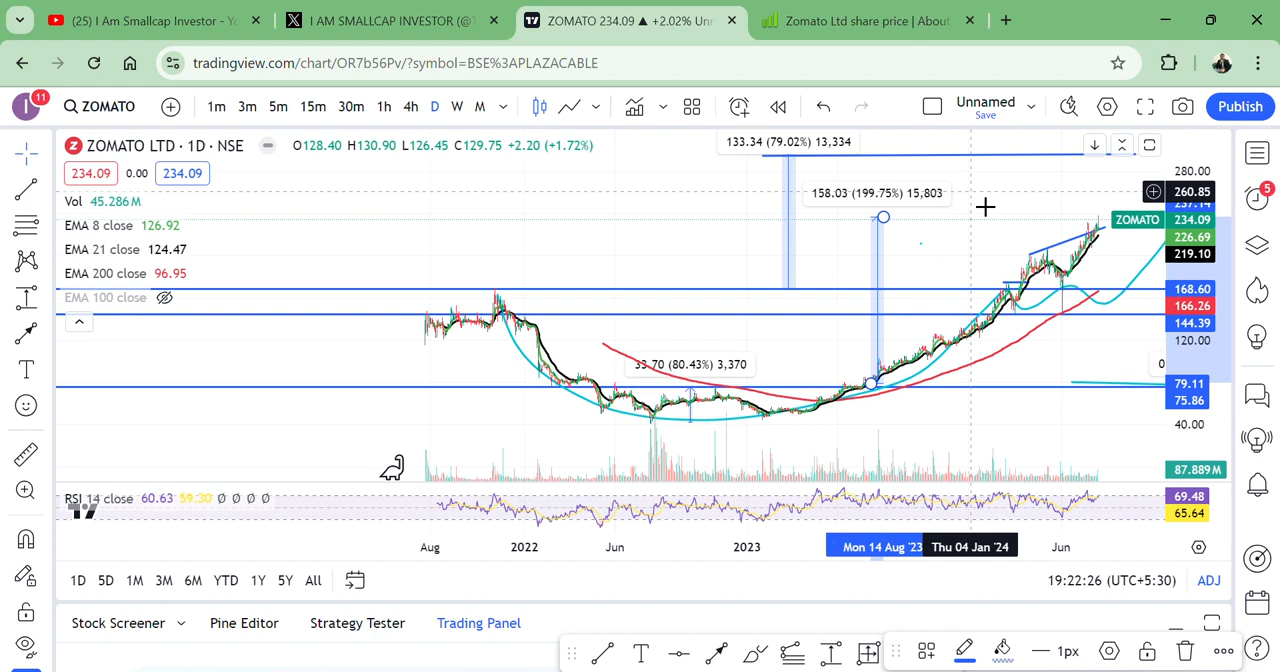 (25) I Am Smallcap Investor - Yo
I AM SMALLCAP INVESTOR (@1
ZOMATO 234.09 ▲ +2.02% Unn
Zomato Ltd share price | About
tradingview.com/chart/OR7b56Pv/?symbol=BSE%3APLAZACABLE
I 11
ZOMATO
1m 3m 5m 15m 30m 1h 4h D W M
Unnamed
Save
Publish
ZOMATO LTD · 1D · NSE
O128.40 H130.90 L126.45 C129.75 +2.20 (+1.72%)
133.34 (79.02%) 13,334
234.09 0.00 234.09
158.03 (199.75%) 15,803
Vol 45.286M
EMA 8 close 126.92
EMA 21 close 124.47
EMA 200 close 96.95
EMA 100 close
33.70 (80.43%) 3,370
0
280.00
260.85
237.14
ZOMATO 234.09
226.69
219.10
168.60
166.26
144.39
120.00
79.11
75.86
40.00
87.889M
RSI 14 close 60.63 59.30 Ø Ø Ø Ø
69.48
65.64
Aug 2022 Jun 2023 Mon 14 Aug '23 Thu 04 Jan '24 Jun
1D 5D 1M 3M 6M YTD 1Y 5Y All
19:22:26 (UTC+5:30) ADJ
Stock Screener Pine Editor Strategy Tester Trading Panel
1px
5